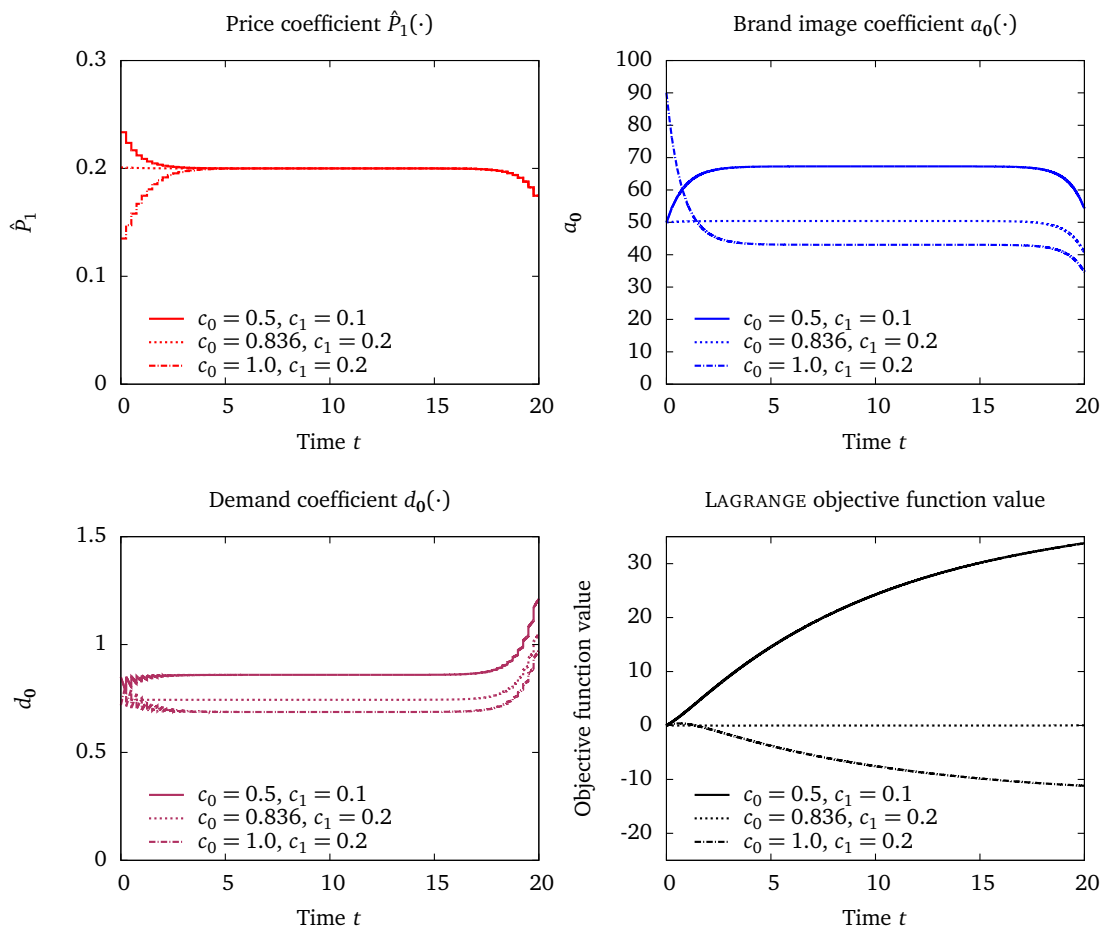 Price coefficient P̂₁(·)
0.3
0.2
0.1
0
P̂₁
c₀ = 0.5, c₁ = 0.1
c₀ = 0.836, c₁ = 0.2
c₀ = 1.0, c₁ = 0.2
0 5 10 15 20
Time t
Brand image coefficient a₀(·)
100
90
80
70
60
50
40
30
20
10
0
a₀
c₀ = 0.5, c₁ = 0.1
c₀ = 0.836, c₁ = 0.2
c₀ = 1.0, c₁ = 0.2
0 5 10 15 20
Time t
Demand coefficient d₀(·)
1.5
1
0.5
0
d₀
c₀ = 0.5, c₁ = 0.1
c₀ = 0.836, c₁ = 0.2
c₀ = 1.0, c₁ = 0.2
0 5 10 15 20
Time t
LAGRANGE objective function value
30
20
10
0
-10
-20
Objective function value
c₀ = 0.5, c₁ = 0.1
c₀ = 0.836, c₁ = 0.2
c₀ = 1.0, c₁ = 0.2
0 5 10 15 20
Time t